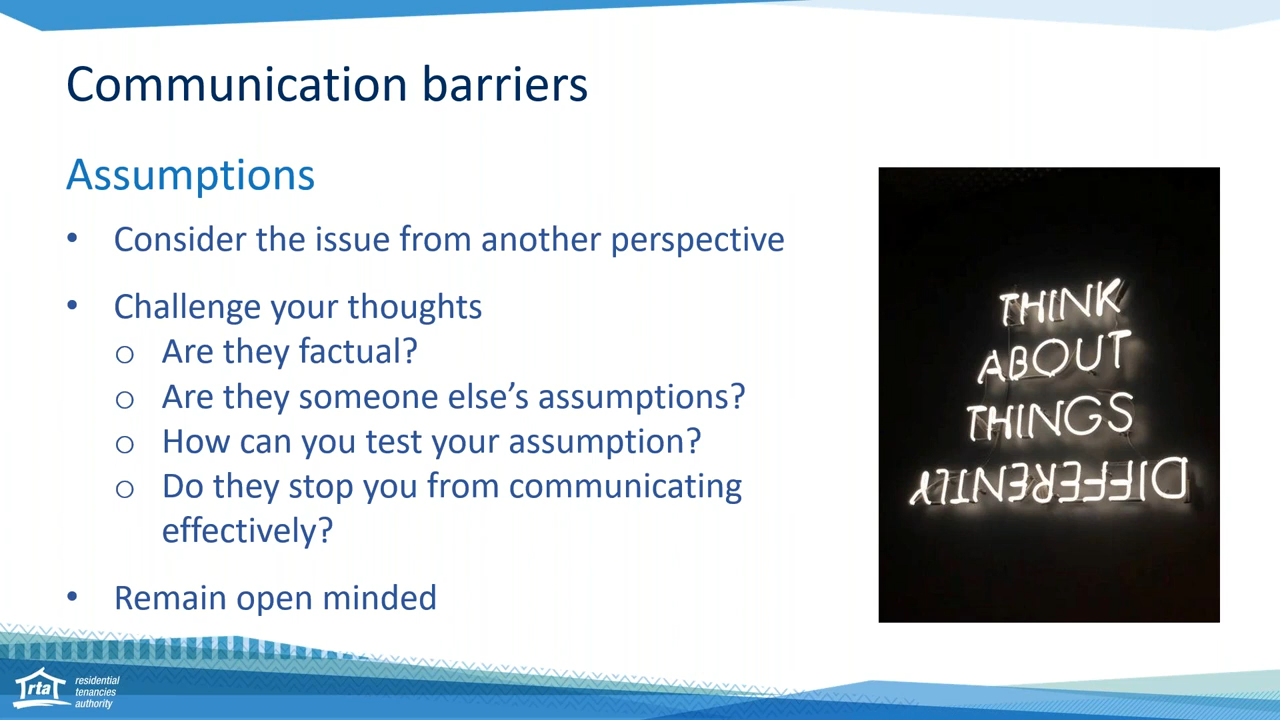 Communication barriers
Assumptions
• Consider the issue from another perspective
• Challenge your thoughts
o Are they factual?
o Are they someone else’s assumptions?
o How can you test your assumption?
o Do they stop you from communicating
effectively?
• Remain open minded
THINK
ABOUT
THINGS
DIFFERENTLY
rta
residential
tenancies
authority